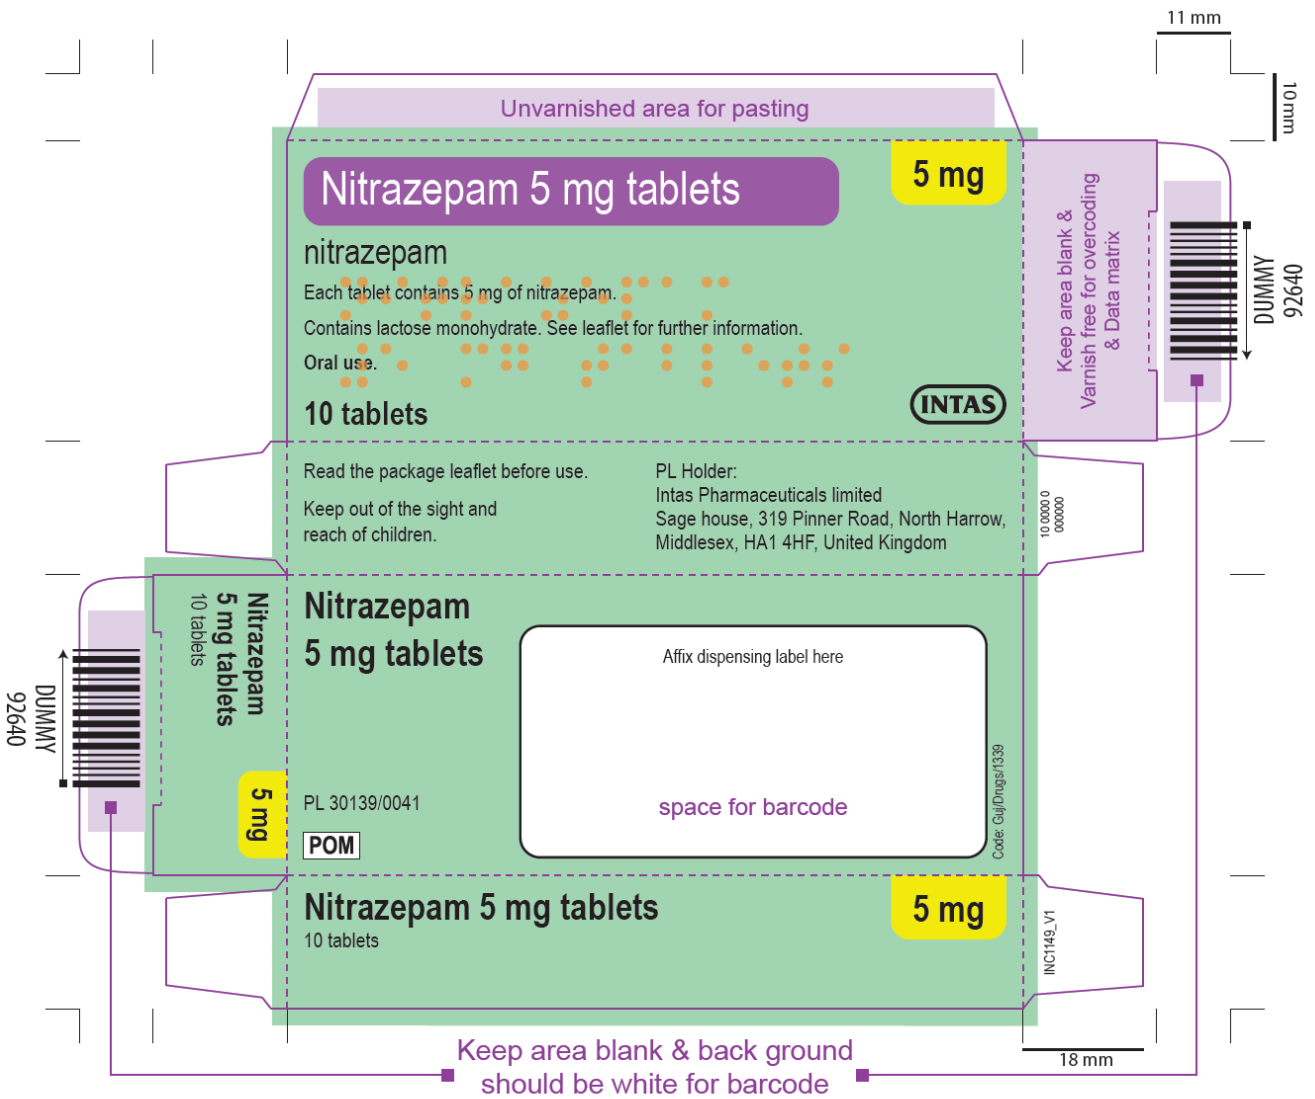 11 mm
10 mm
Unvarnished area for pasting
Nitrazepam 5 mg tablets
5 mg
nitrazepam
Each tablet contains 5 mg of nitrazepam.
Contains lactose monohydrate. See leaflet for further information.
Oral use.
10 tablets
INTAS
Keep area blank &
Varnish free for overcoding
& Data matrix
DUMMY
92640
Read the package leaflet before use.
Keep out of the sight and
reach of children.
PL Holder:
Intas Pharmaceuticals limited
Sage house, 319 Pinner Road, North Harrow,
Middlesex, HA1 4HF, United Kingdom
10 0000 0
000000
DUMMY
92640
Nitrazepam
5 mg tablets
10 tablets
5 mg
Nitrazepam
5 mg tablets
PL 30139/0041
POM
Affix dispensing label here
space for barcode
Code: Guj/Drugs/1339
Nitrazepam 5 mg tablets
10 tablets
5 mg
INC1149_V1
18 mm
Keep area blank & back ground
should be white for barcode